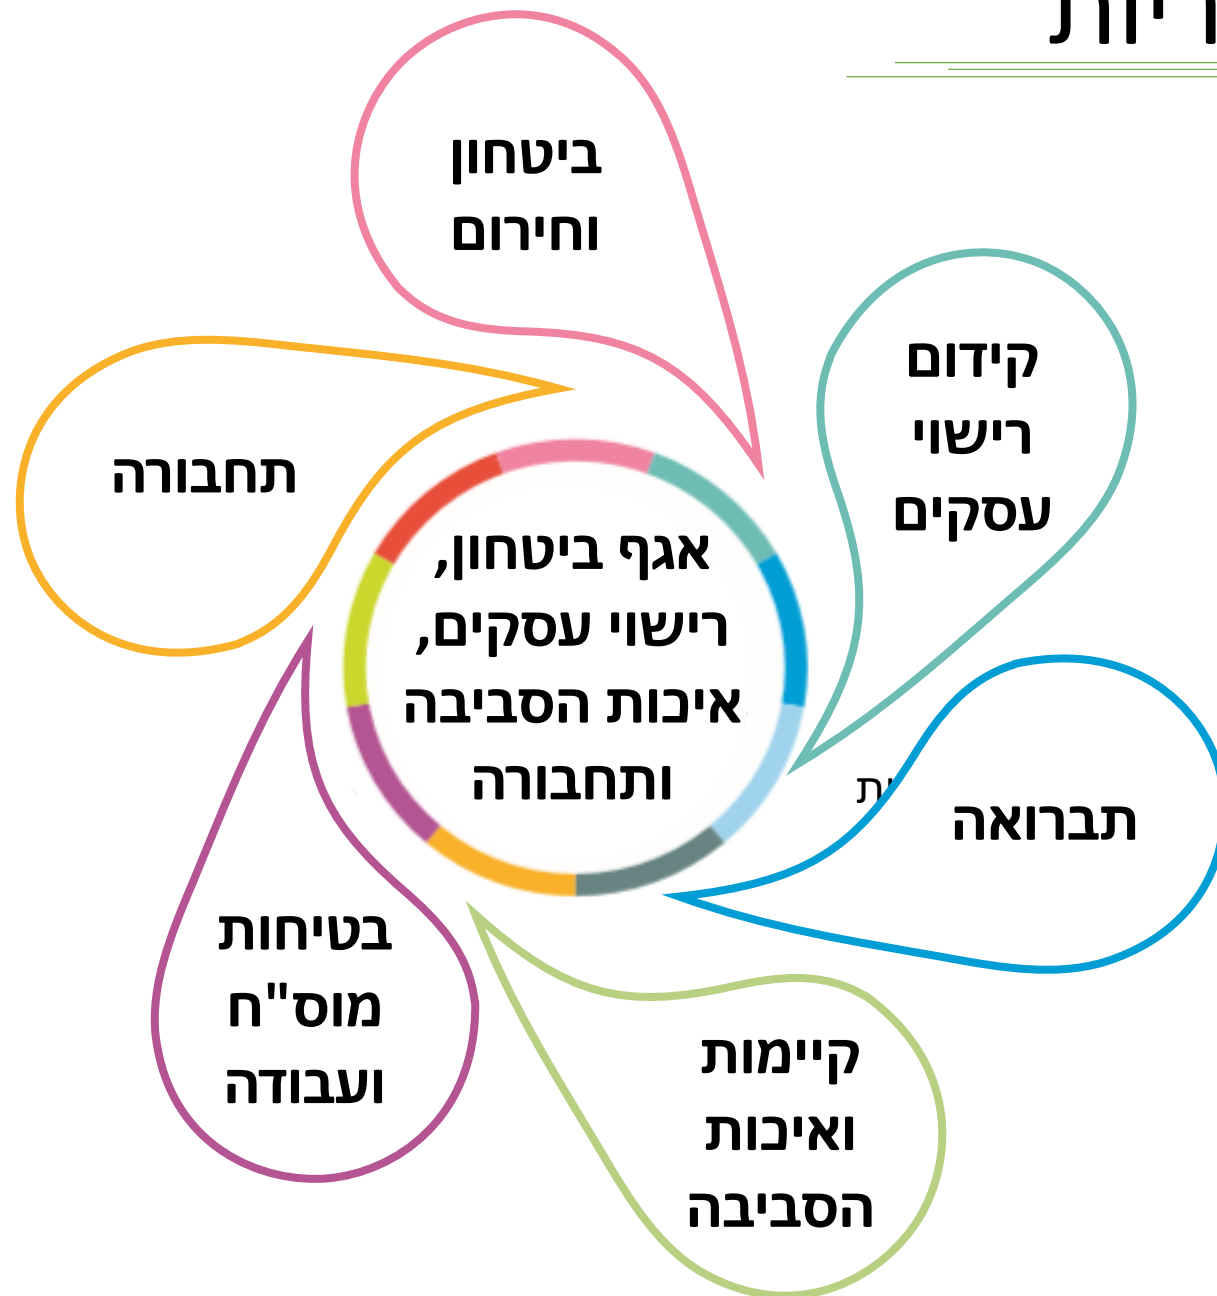 ביטחון
וחירום
קידום
רישוי
עסקים
תחבורה
אגף ביטחון,
רישוי עסקים,
איכות הסביבה
ותחבורה
תברואה
בטיחות
מוס"ח
ועבודה
קיימות
ואיכות
הסביבה